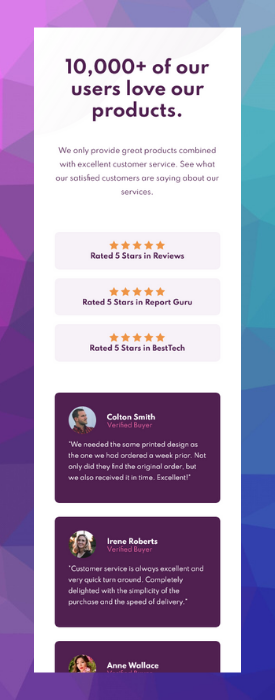 10,000+ of our
users love our
products.
We only provide great products combined
with excellent customer service. See what
our satisfied customers are saying about our
services.
Rated 5 Stars in Reviews
Rated 5 Stars in Report Guru
Rated 5 Stars in BestTech
Colton Smith
Verified Buyer
"We needed the same printed design as
the one we had ordered a week prior. Not
only did they find the original order, but
we also received it in time. Excellent!"
Irene Roberts
Verified Buyer
"Customer service is always excellent and
very quick turn around. Completely
delighted with the simplicity of the
purchase and the speed of delivery."
Anne Wallace